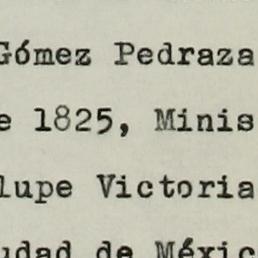 Gómez Pedraza
e 1825, Minis
lupe Victoria
udad de Méxic